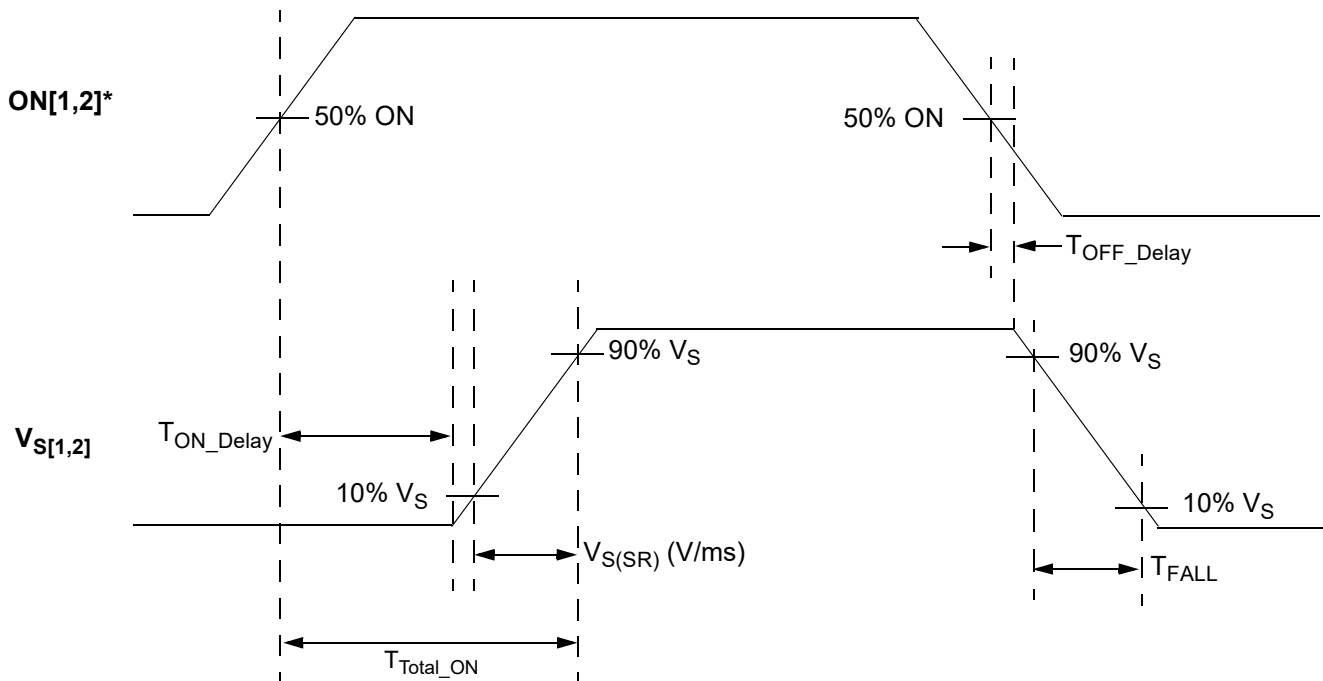 ON[1,2]*
50% ON
50% ON
TOFF_Delay
90% VS
90% VS
VS[1,2]
TON_Delay
10% VS
10% VS
VS(SR) (V/ms)
TFALL
TTotal_ON